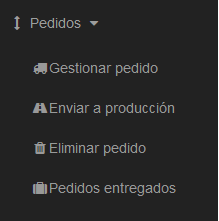 Pedidos
Gestionar pedido
Enviar a producción
Eliminar pedido
Pedidos entregados